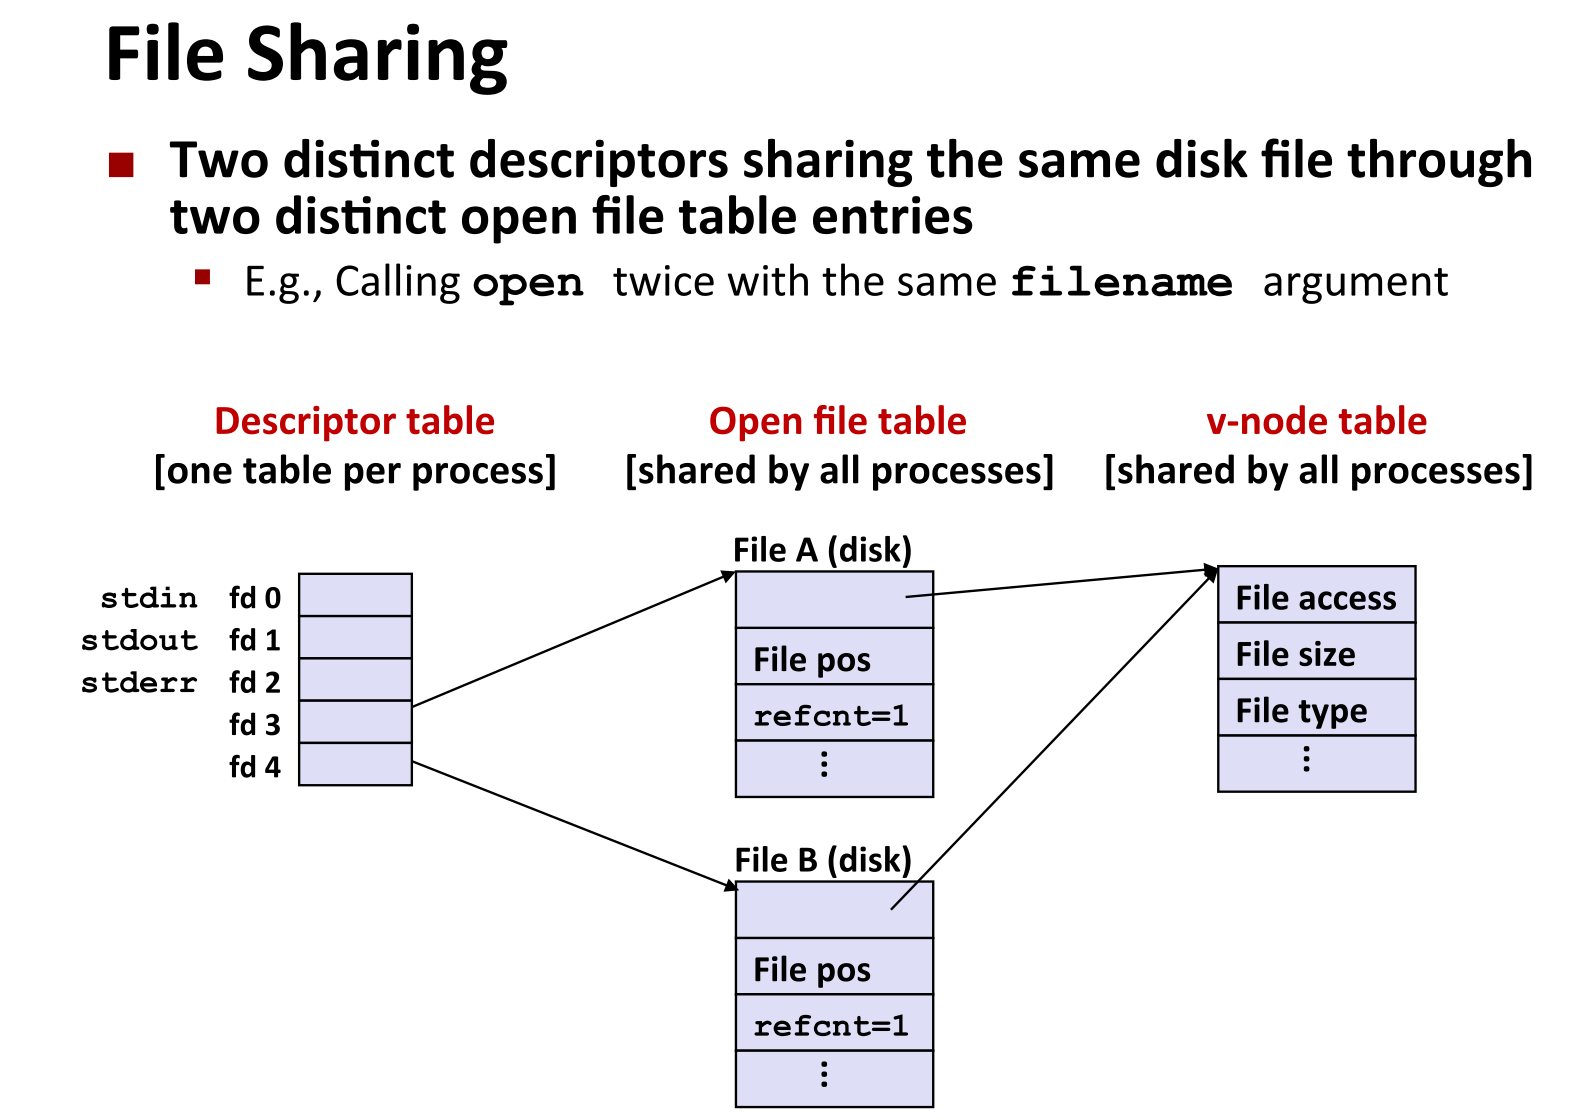 File Sharing
■ Two distinct descriptors sharing the same disk file through
two distinct open file table entries
▪ E.g., Calling open twice with the same filename argument
Descriptor table
[one table per process]
Open file table
[shared by all processes]
v-node table
[shared by all processes]
stdin fd 0
stdout fd 1
stderr fd 2
fd 3
fd 4
File A (disk)
File pos
refcnt=1
⋮
File B (disk)
File pos
refcnt=1
⋮
File access
File size
File type
⋮